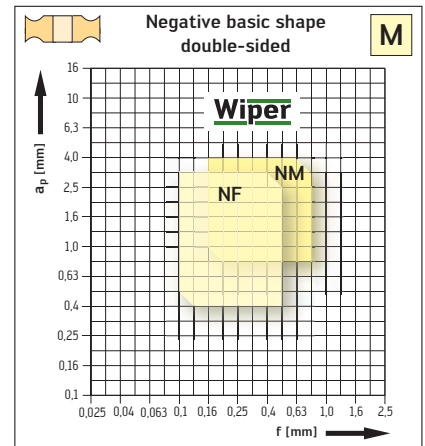 Negative basic shape
double-sided
M
16
10
6,3
4,0
2,5
1,6
1,0
0,63
0,4
0,25
0,16
0,1
aₚ [mm]
Wiper
NM
NF
0,025 0,04 0,063 0,1 0,16 0,25 0,4 0,63 1,0 1,6 2,5
f [mm]